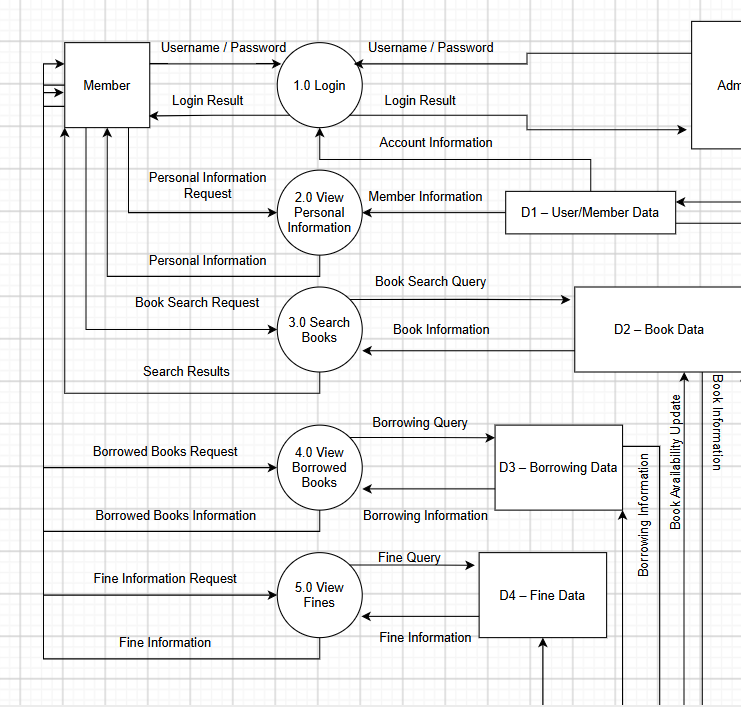 Username / Password
Username / Password
Member
1.0 Login
Adm
Login Result
Login Result
Account Information
Personal Information
Request
2.0 View
Personal
Information
Member Information
D1 – User/Member Data
Personal Information
Book Search Query
Book Search Request
3.0 Search
Books
Book Information
D2 – Book Data
Search Results
Book Information
Book Availability Update
Borrowing Query
Borrowed Books Request
4.0 View
Borrowed
Books
D3 – Borrowing Data
Borrowing Information
Borrowed Books Information
Borrowing Information
Fine Query
Fine Information Request
5.0 View
Fines
D4 – Fine Data
Fine Information
Fine Information